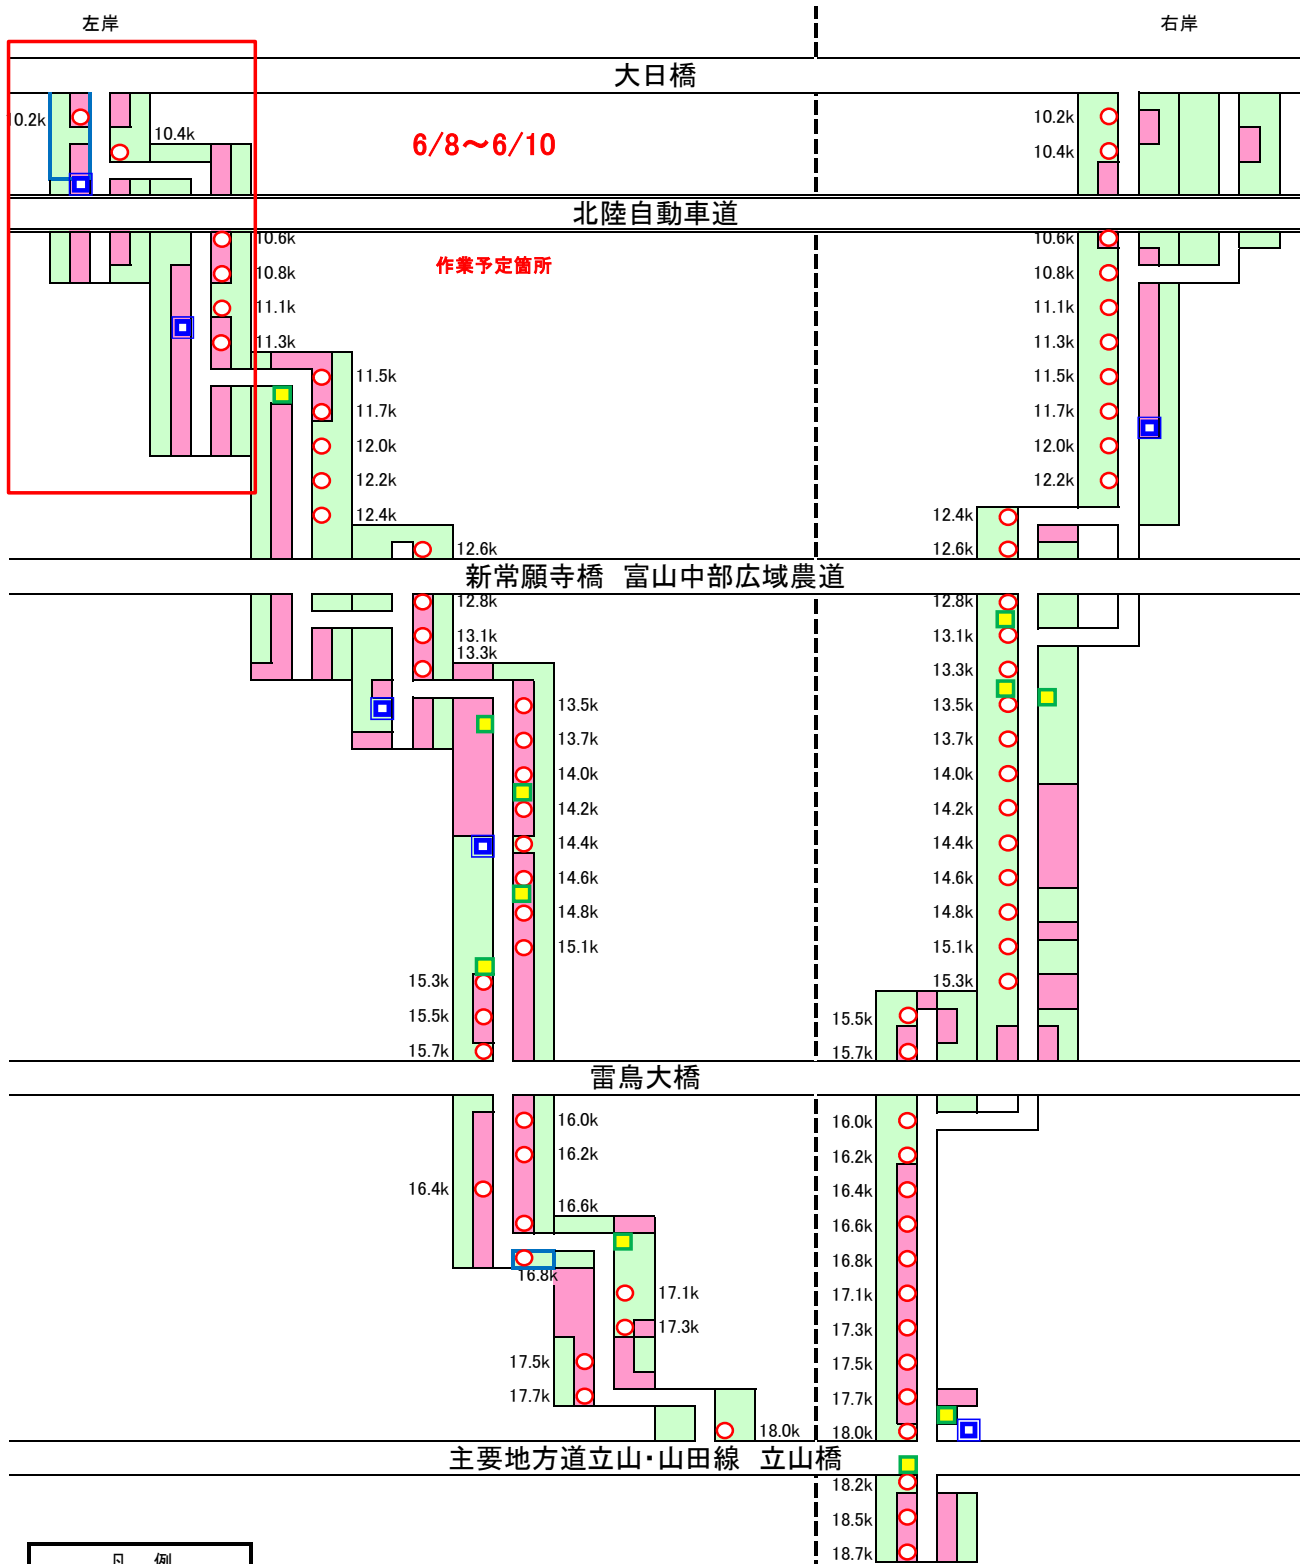 左岸
右岸
大日橋
10.2k
10.4k
6/8～6/10
10.2k
10.4k
北陸自動車道
10.6k
10.8k
11.1k
11.3k
作業予定箇所
10.6k
10.8k
11.1k
11.3k
11.5k
11.7k
12.0k
12.2k
11.5k
11.7k
12.0k
12.2k
12.4k
12.6k
12.4k
12.6k
新常願寺橋　富山中部広域農道
12.8k
13.1k
13.3k
13.5k
13.7k
14.0k
14.2k
14.4k
14.6k
14.8k
15.1k
15.3k
15.5k
15.7k
12.8k
13.1k
13.3k
13.5k
13.7k
14.0k
14.2k
14.4k
14.6k
14.8k
15.1k
15.3k
15.5k
15.7k
雷鳥大橋
16.0k
16.2k
16.4k
16.6k
16.8k
17.1k
17.3k
17.5k
17.7k
18.0k
16.0k
16.2k
16.4k
16.6k
16.8k
17.1k
17.3k
17.5k
17.7k
18.0k
主要地方道立山・山田線　立山橋
18.2k
18.5k
18.7k
凡　例